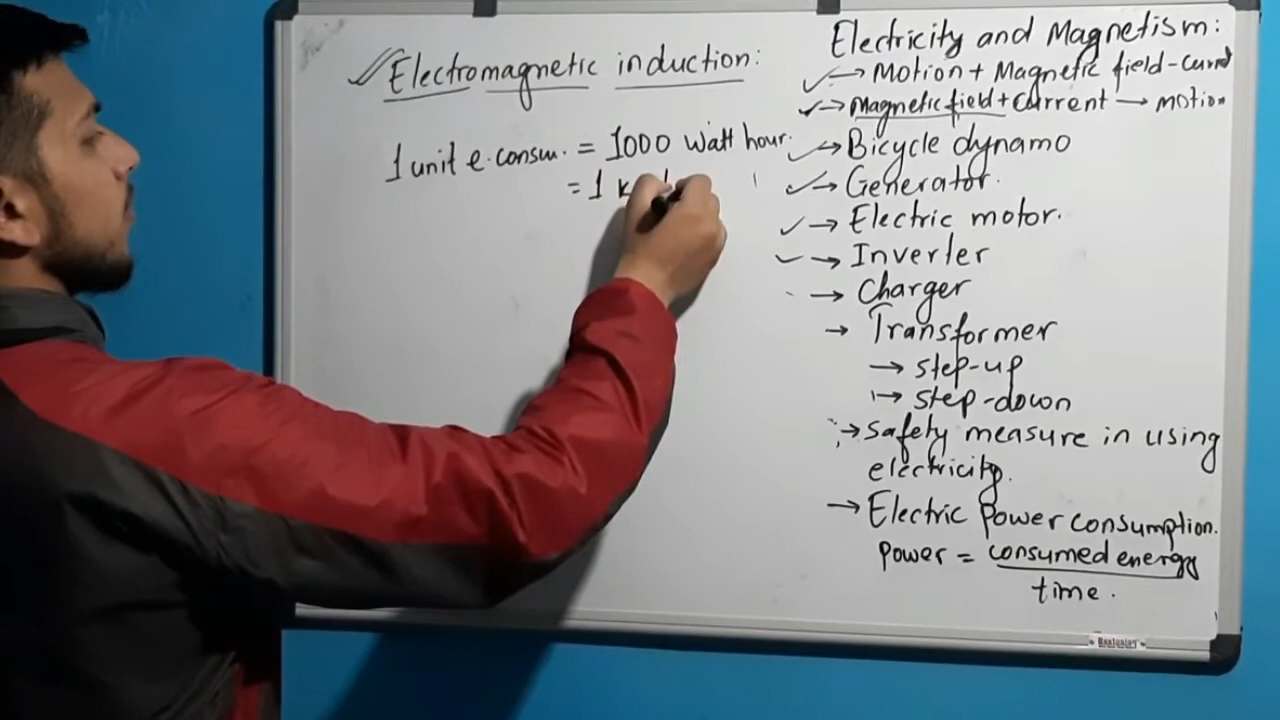 Electromagnetic induction:
1 unit e.consum. = 1000 Watt hour.
= 1 k
Electricity and Magnetism:
→ Motion + Magnetic field -
→ Magnetic field + current → motion
→ Bicycle dynamo
→ Generator.
→ Electric motor.
→ Inverter
→ Charger
→ Transformer
→ step-up
→ step-down
→ Safety measure in using
electricity.
→ Electric Power consumption.
Power = consumed energy
time.